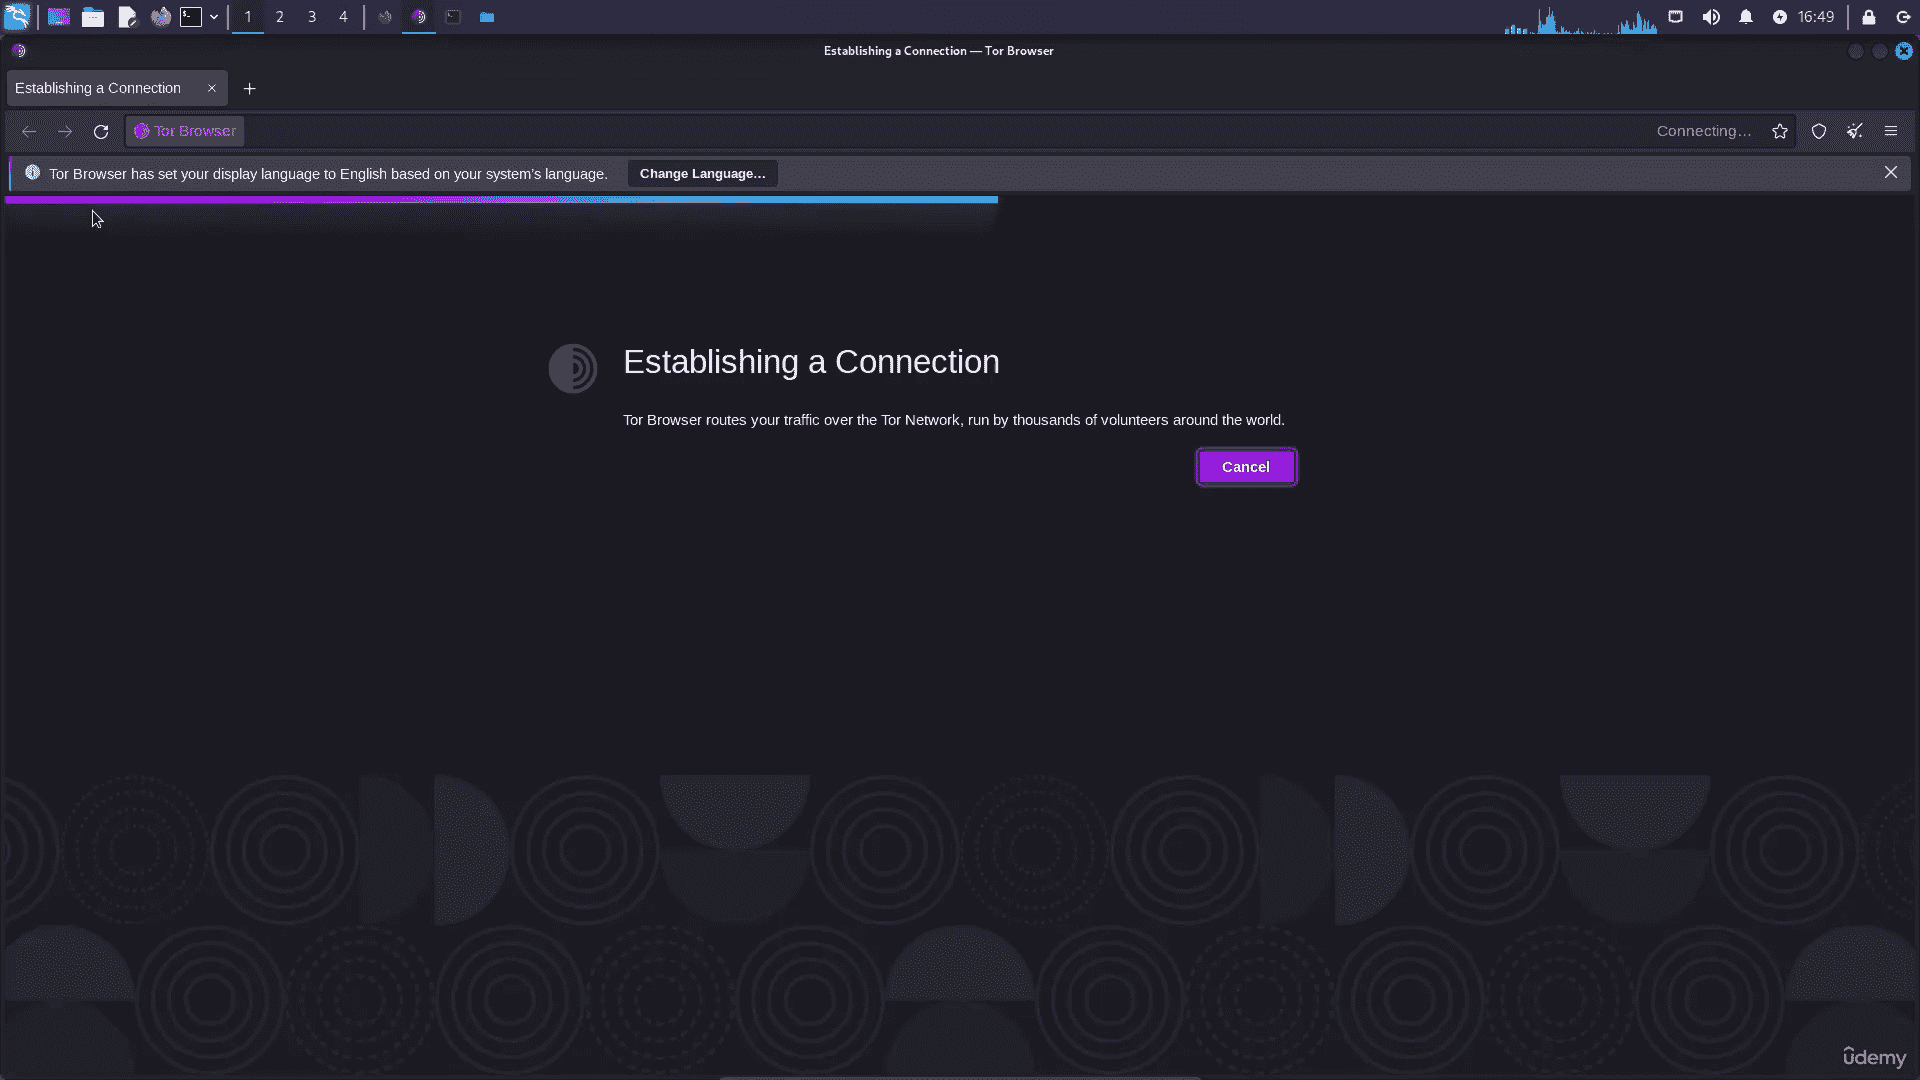 1 2 3 4 16:49
Establishing a Connection — Tor Browser
Establishing a Connection
Tor Browser Connecting...
Tor Browser has set your display language to English based on your system's language. Change Language...
Establishing a Connection
Tor Browser routes your traffic over the Tor Network, run by thousands of volunteers around the world.
Cancel
ûdemy